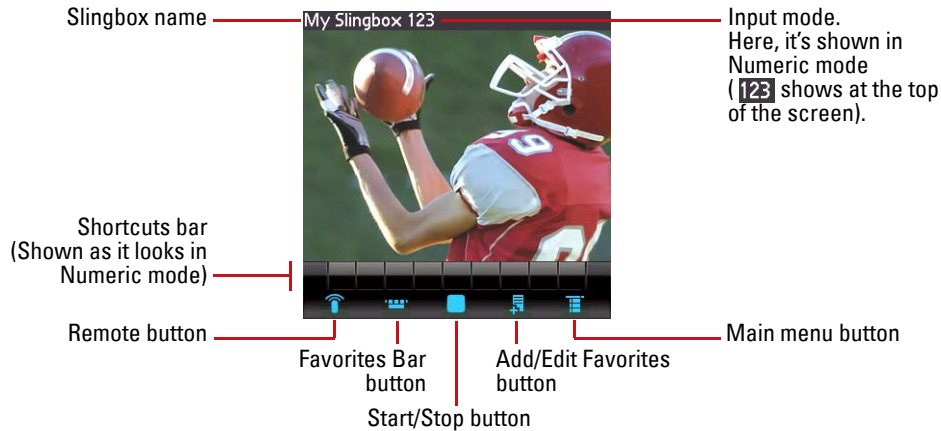 Slingbox name
My Slingbox 123
Input mode.
Here, it's shown in
Numeric mode
( 123 shows at the top
of the screen).
99
Shortcuts bar
(Shown as it looks in
Numeric mode)
Remote button
Favorites Bar
button
Start/Stop button
Add/Edit Favorites
button
Main menu button